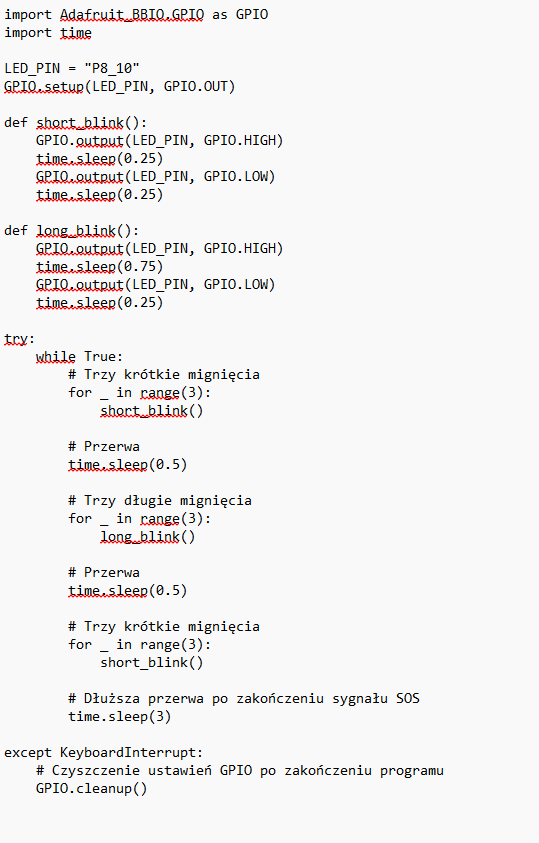 import Adafruit_BBIO.GPIO as GPIO
import time

LED_PIN = "P8_10"
GPIO.setup(LED_PIN, GPIO.OUT)

def short_blink():
    GPIO.output(LED_PIN, GPIO.HIGH)
    time.sleep(0.25)
    GPIO.output(LED_PIN, GPIO.LOW)
    time.sleep(0.25)

def long_blink():
    GPIO.output(LED_PIN, GPIO.HIGH)
    time.sleep(0.75)
    GPIO.output(LED_PIN, GPIO.LOW)
    time.sleep(0.25)

try:
    while True:
        # Trzy krótkie mignięcia
        for _ in range(3):
            short_blink()

        # Przerwa
        time.sleep(0.5)

        # Trzy długie mignięcia
        for _ in range(3):
            long_blink()

        # Przerwa
        time.sleep(0.5)

        # Trzy krótkie mignięcia
        for _ in range(3):
            short_blink()

        # Dłuższa przerwa po zakończeniu sygnału SOS
        time.sleep(3)

except KeyboardInterrupt:
    # Czyszczenie ustawień GPIO po zakończeniu programu
    GPIO.cleanup()